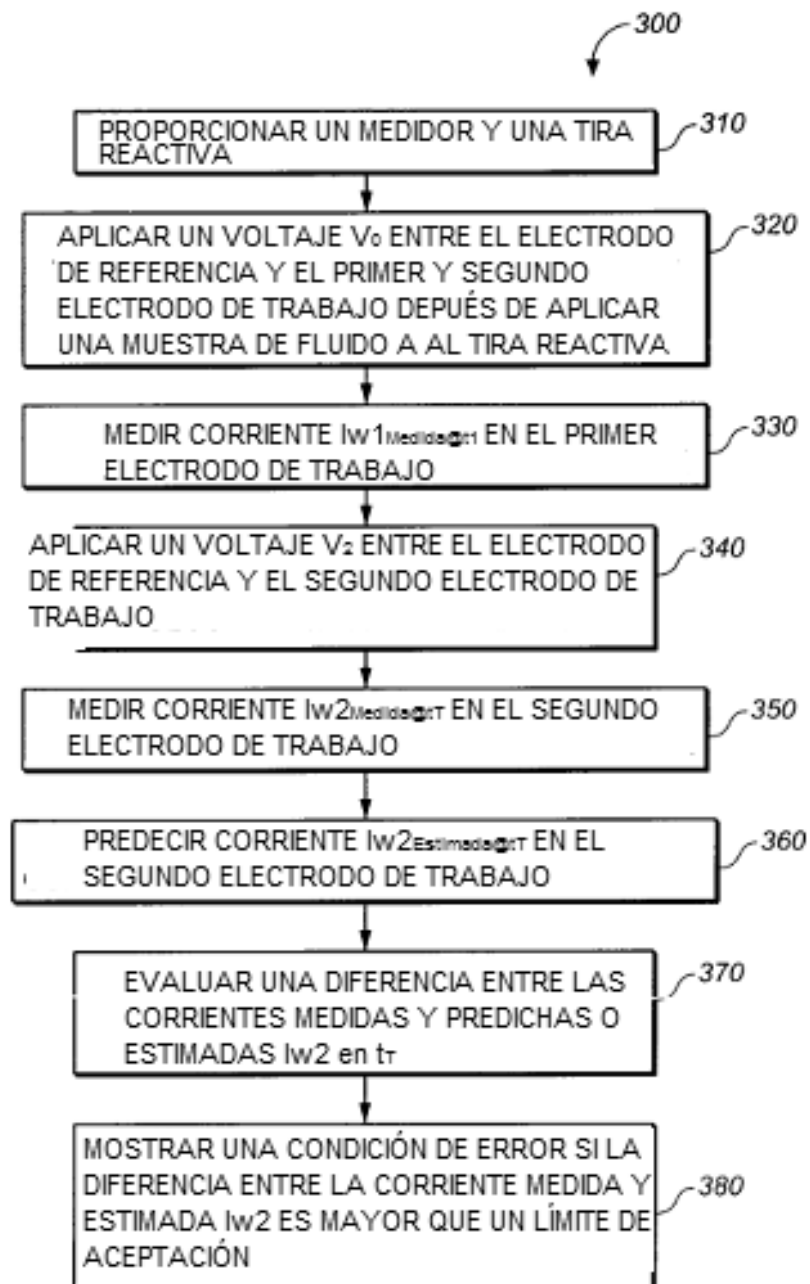 300
PROPORCIONAR UN MEDIDOR Y UNA TIRA
REACTIVA
310
APLICAR UN VOLTAJE V₀ ENTRE EL ELECTRODO
DE REFERENCIA Y EL PRIMER Y SEGUNDO
ELECTRODO DE TRABAJO DEPUÉS DE APLICAR
UNA MUESTRA DE FLUIDO A AL TIRA REACTIVA
320
MEDIR CORRIENTE Iw1Medida@t1 EN EL PRIMER
ELECTRODO DE TRABAJO
330
APLICAR UN VOLTAJE V₂ ENTRE EL ELECTRODO
DE REFERENCIA Y EL SEGUNDO ELECTRODO DE
TRABAJO
340
MEDIR CORRIENTE Iw2Medida@tT EN EL SEGUNDO
ELECTRODO DE TRABAJO
350
PREDECIR CORRIENTE Iw2Estimada@tT EN EL
SEGUNDO ELECTRODO DE TRABAJO
360
EVALUAR UNA DIFERENCIA ENTRE LAS
CORRIENTES MEDIDAS Y PREDICHAS O
ESTIMADAS Iw2 en tT
370
MOSTRAR UNA CONDICIÓN DE ERROR SI LA
DIFERENCIA ENTRE LA CORRIENTE MEDIDA Y
ESTIMADA Iw2 ES MAYOR QUE UN LÍMITE DE
ACEPTACIÓN
380